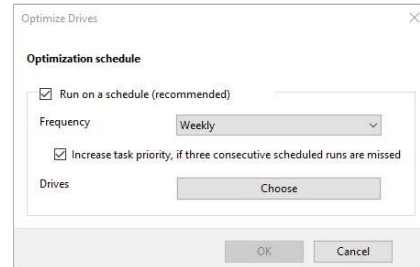 Optimize Drives
Optimization schedule
Run on a schedule (recommended)
Frequency
Weekly
Increase task priority, if three consecutive scheduled runs are missed
Drives
Choose
OK
Cancel